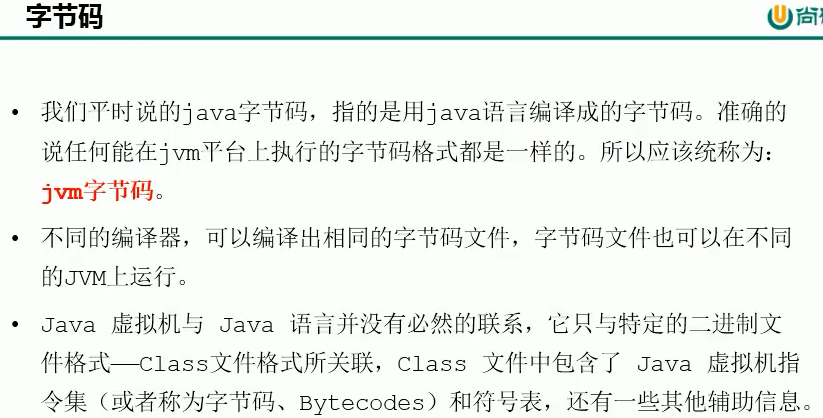 字节码
尚
• 我们平时说的java字节码，指的是用java语言编译成的字节码。准确的
说任何能在jvm平台上执行的字节码格式都是一样的。所以应该统称为：
jvm字节码。
• 不同的编译器，可以编译出相同的字节码文件，字节码文件也可以在不同
的JVM上运行。
• Java 虚拟机与 Java 语言并没有必然的联系，它只与特定的二进制文
件格式——Class文件格式所关联，Class 文件中包含了 Java 虚拟机指
令集（或者称为字节码、Bytecodes）和符号表，还有一些其他辅助信息。